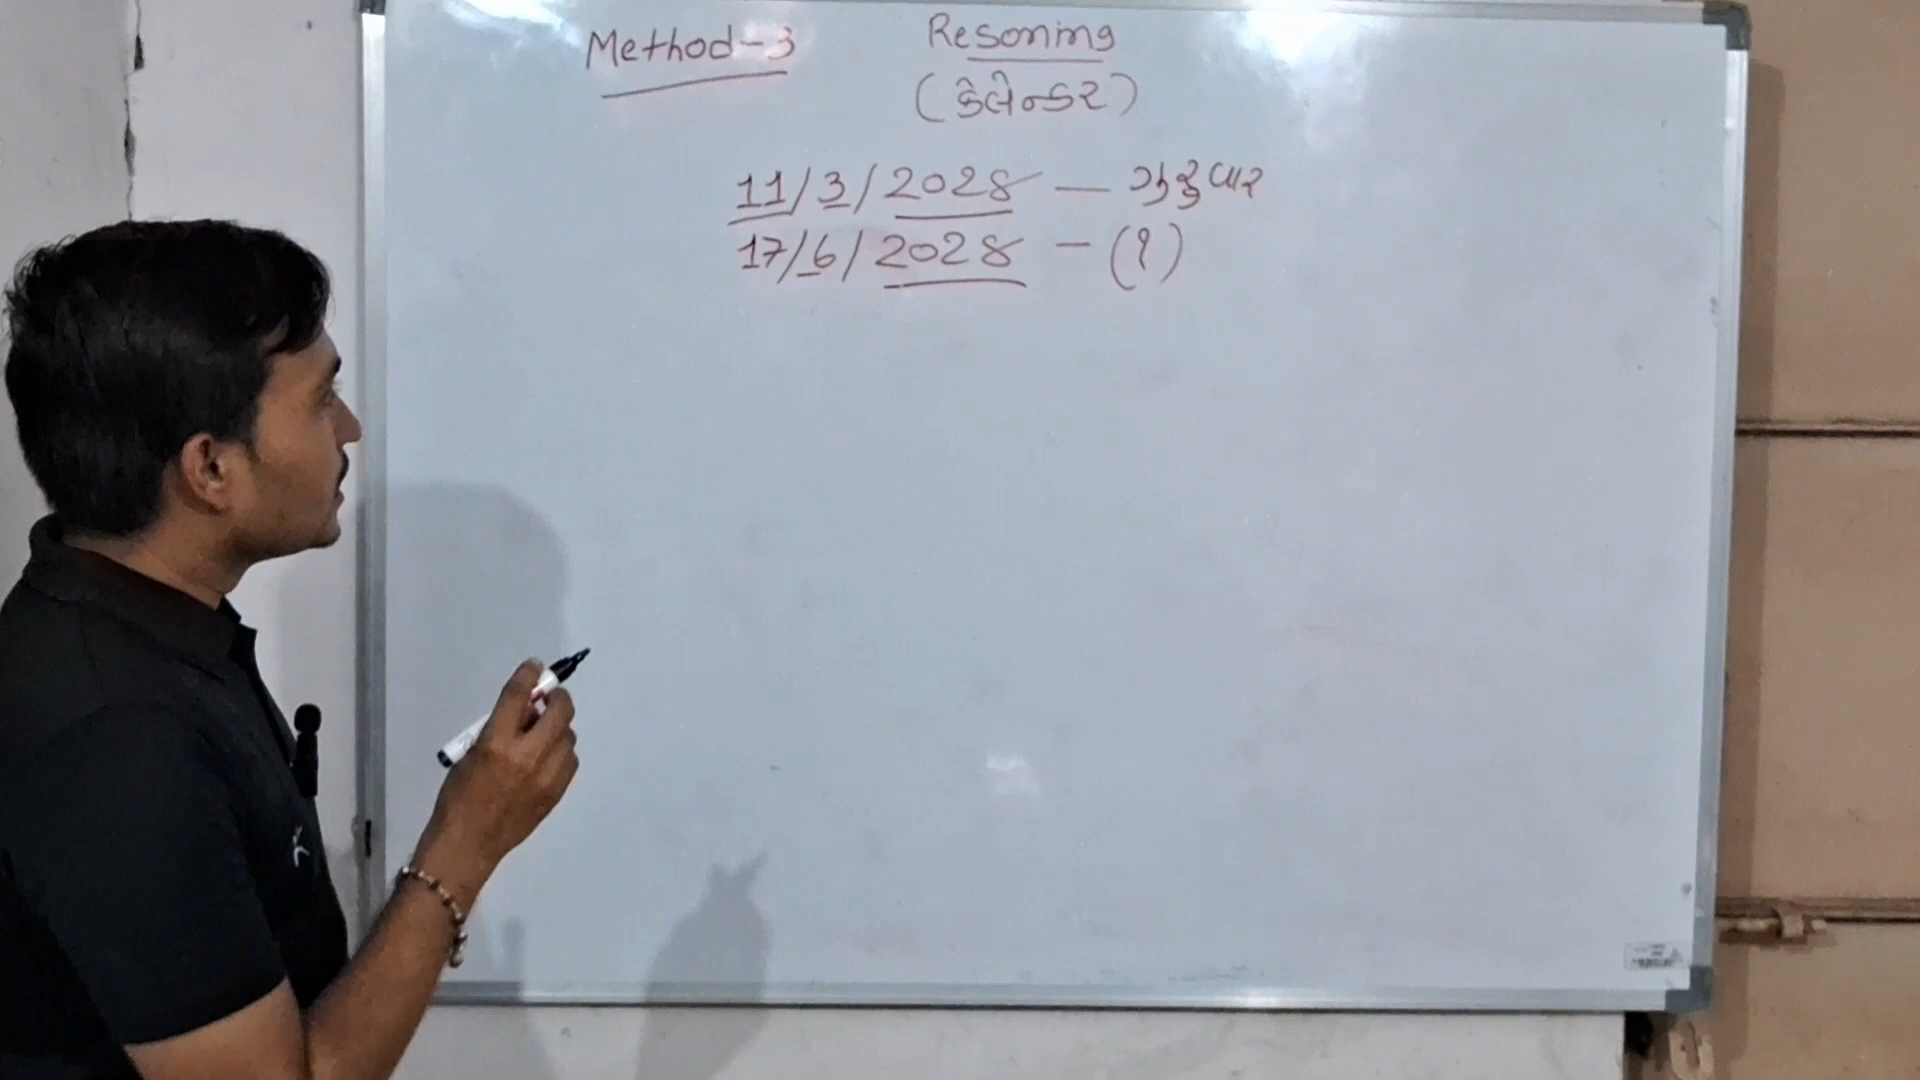 Method-3
Resoning
(કેલેન્ડર)
11/3/2028 — ગુરુવાર
17/6/2028 - (?)